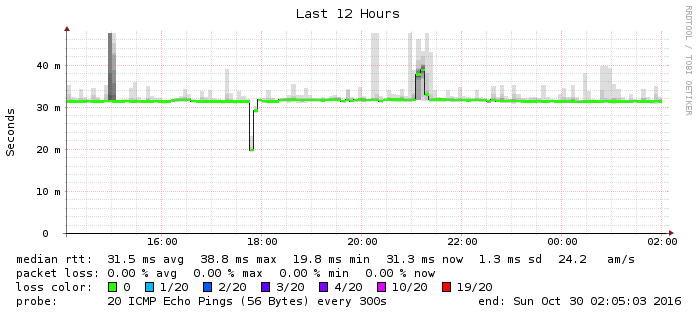 Last 12 Hours
RRDTOOL / TOBI OETIKER
Seconds
40 m
30 m
20 m
10 m
0
16:00 18:00 20:00 22:00 00:00 02:00
median rtt: 31.5 ms avg 38.8 ms max 19.8 ms min 31.3 ms now 1.3 ms sd 24.2 am/s
packet loss: 0.00 % avg 0.00 % max 0.00 % min 0.00 % now
loss color: 0 1/20 2/20 3/20 4/20 10/20 19/20
probe: 20 ICMP Echo Pings (56 Bytes) every 300s end: Sun Oct 30 02:05:03 2016